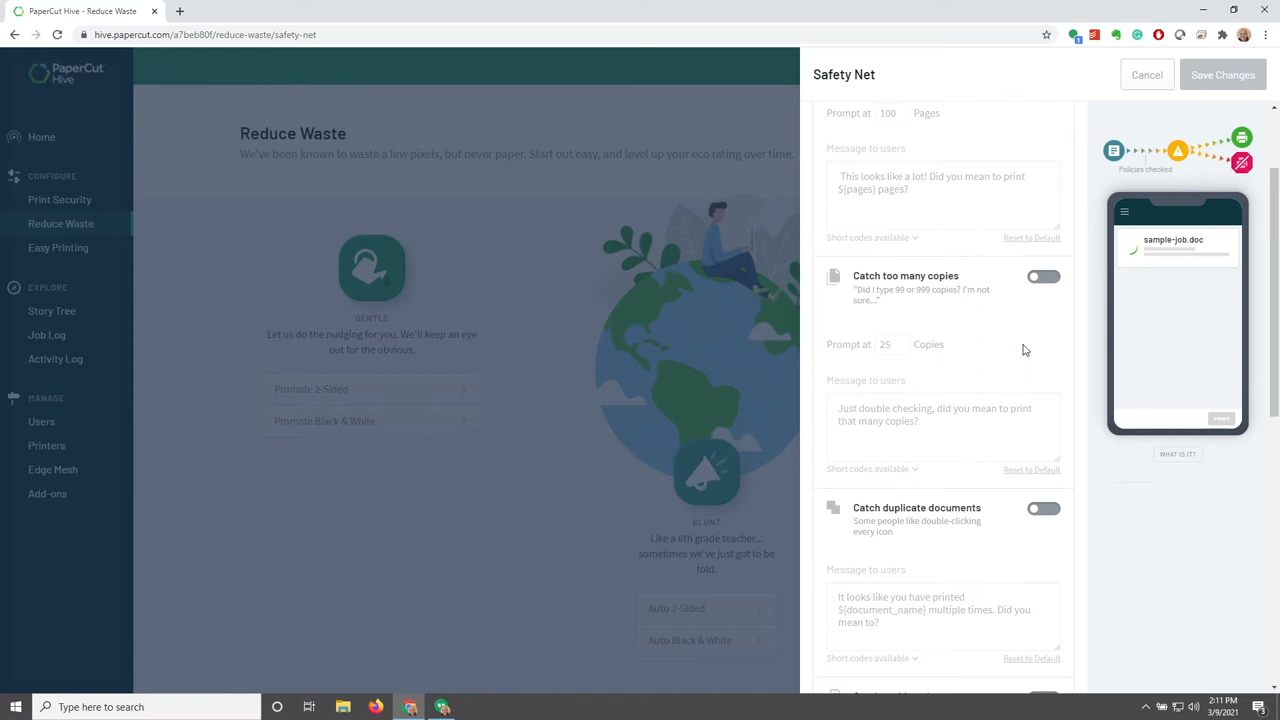 PaperCut Hive - Reduce Waste
hive.papercut.com/a7beb80f/reduce-waste/safety-net
PaperCut
Hive
Home
CONFIGURE
Print Security
Reduce Waste
Easy Printing
EXPLORE
Story Tree
Job Log
Activity Log
MANAGE
Users
Printers
Edge Mesh
Add-ons
Reduce Waste
We've been known to waste a few pixels, but never paper. Start out easy, and level up your eco rating over time.
GENTLE
Let us do the nudging for you. We'll keep an eye
out for the obvious.
Promote 2-Sided
Promote Black & White
BLUNT
Like a 6th grade teacher...
sometimes we've just got to be
told.
Auto 2-Sided
Auto Black & White
Safety Net
Cancel
Save Changes
Prompt at 100 Pages
Message to users
This looks like a lot! Did you mean to print
${pages} pages?
Short codes available
Reset to Default
Catch too many copies
"Did I type 99 or 999 copies? I'm not
sure..."
Prompt at 25 Copies
Message to users
Just double checking, did you mean to print
that many copies?
Short codes available
Reset to Default
Catch duplicate documents
Some people like double-clicking
every icon
Message to users
It looks like you have printed
${document_name} multiple times. Did you
mean to?
Short codes available
Reset to Default
Policies checked
sample-job.doc
PRINT
WHAT IS IT?
Type here to search
2:11 PM
3/9/2021